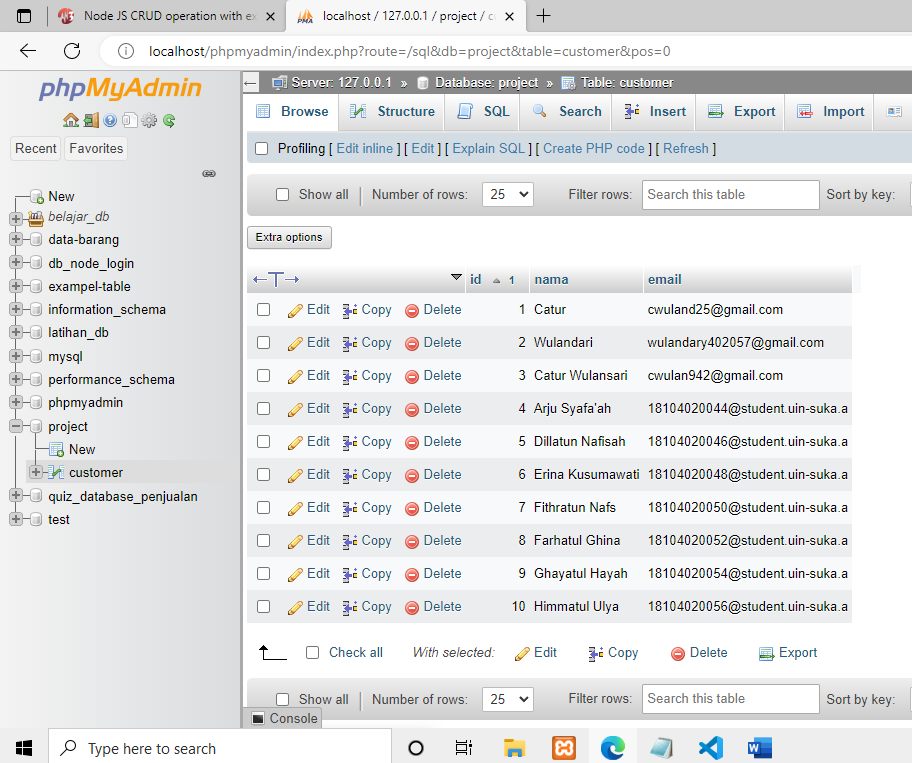 Node JS CRUD operation with ex
localhost / 127.0.0.1 / project / c
localhost/phpmyadmin/index.php?route=/sql&db=project&table=customer&pos=0
phpMyAdmin
Recent Favorites
New
belajar_db
data-barang
db_node_login
exampel-table
information_schema
latihan_db
mysql
performance_schema
phpmyadmin
project
New
customer
quiz_database_penjualan
test
Server: 127.0.0.1 » Database: project » Table: customer
Browse Structure SQL Search Insert Export Import
Profiling [ Edit inline ] [ Edit ] [ Explain SQL ] [ Create PHP code ] [ Refresh ]
Show all Number of rows: 25 Filter rows: Search this table Sort by key:
Extra options
←T→ id 1 nama email
Edit Copy Delete 1 Catur cwuland25@gmail.com
Edit Copy Delete 2 Wulandari wulandary402057@gmail.com
Edit Copy Delete 3 Catur Wulansari cwulan942@gmail.com
Edit Copy Delete 4 Arju Syafa'ah 18104020044@student.uin-suka.a
Edit Copy Delete 5 Dillatun Nafisah 18104020046@student.uin-suka.a
Edit Copy Delete 6 Erina Kusumawati 18104020048@student.uin-suka.a
Edit Copy Delete 7 Fithratun Nafs 18104020050@student.uin-suka.a
Edit Copy Delete 8 Farhatul Ghina 18104020052@student.uin-suka.a
Edit Copy Delete 9 Ghayatul Hayah 18104020054@student.uin-suka.a
Edit Copy Delete 10 Himmatul Ulya 18104020056@student.uin-suka.a
Check all With selected: Edit Copy Delete Export
Show all Number of rows: 25 Filter rows: Search this table Sort by key:
Console
Type here to search